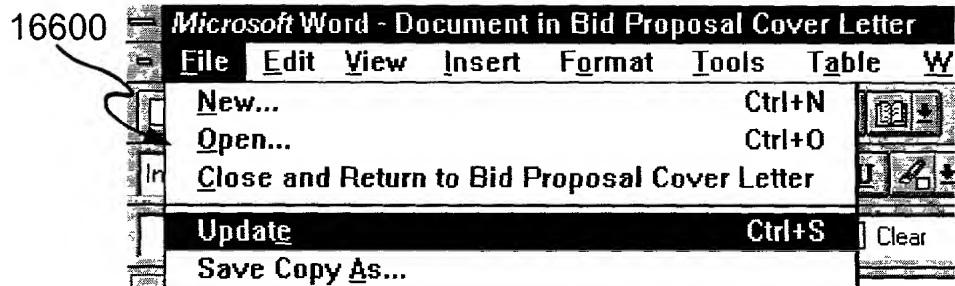 16600
Microsoft Word - Document in Bid Proposal Cover Letter
File Edit View Insert Format Tools Table W
New... Ctrl+N
Open... Ctrl+O
In
Close and Return to Bid Proposal Cover Letter U
Update Ctrl+S Clear
Save Copy As...